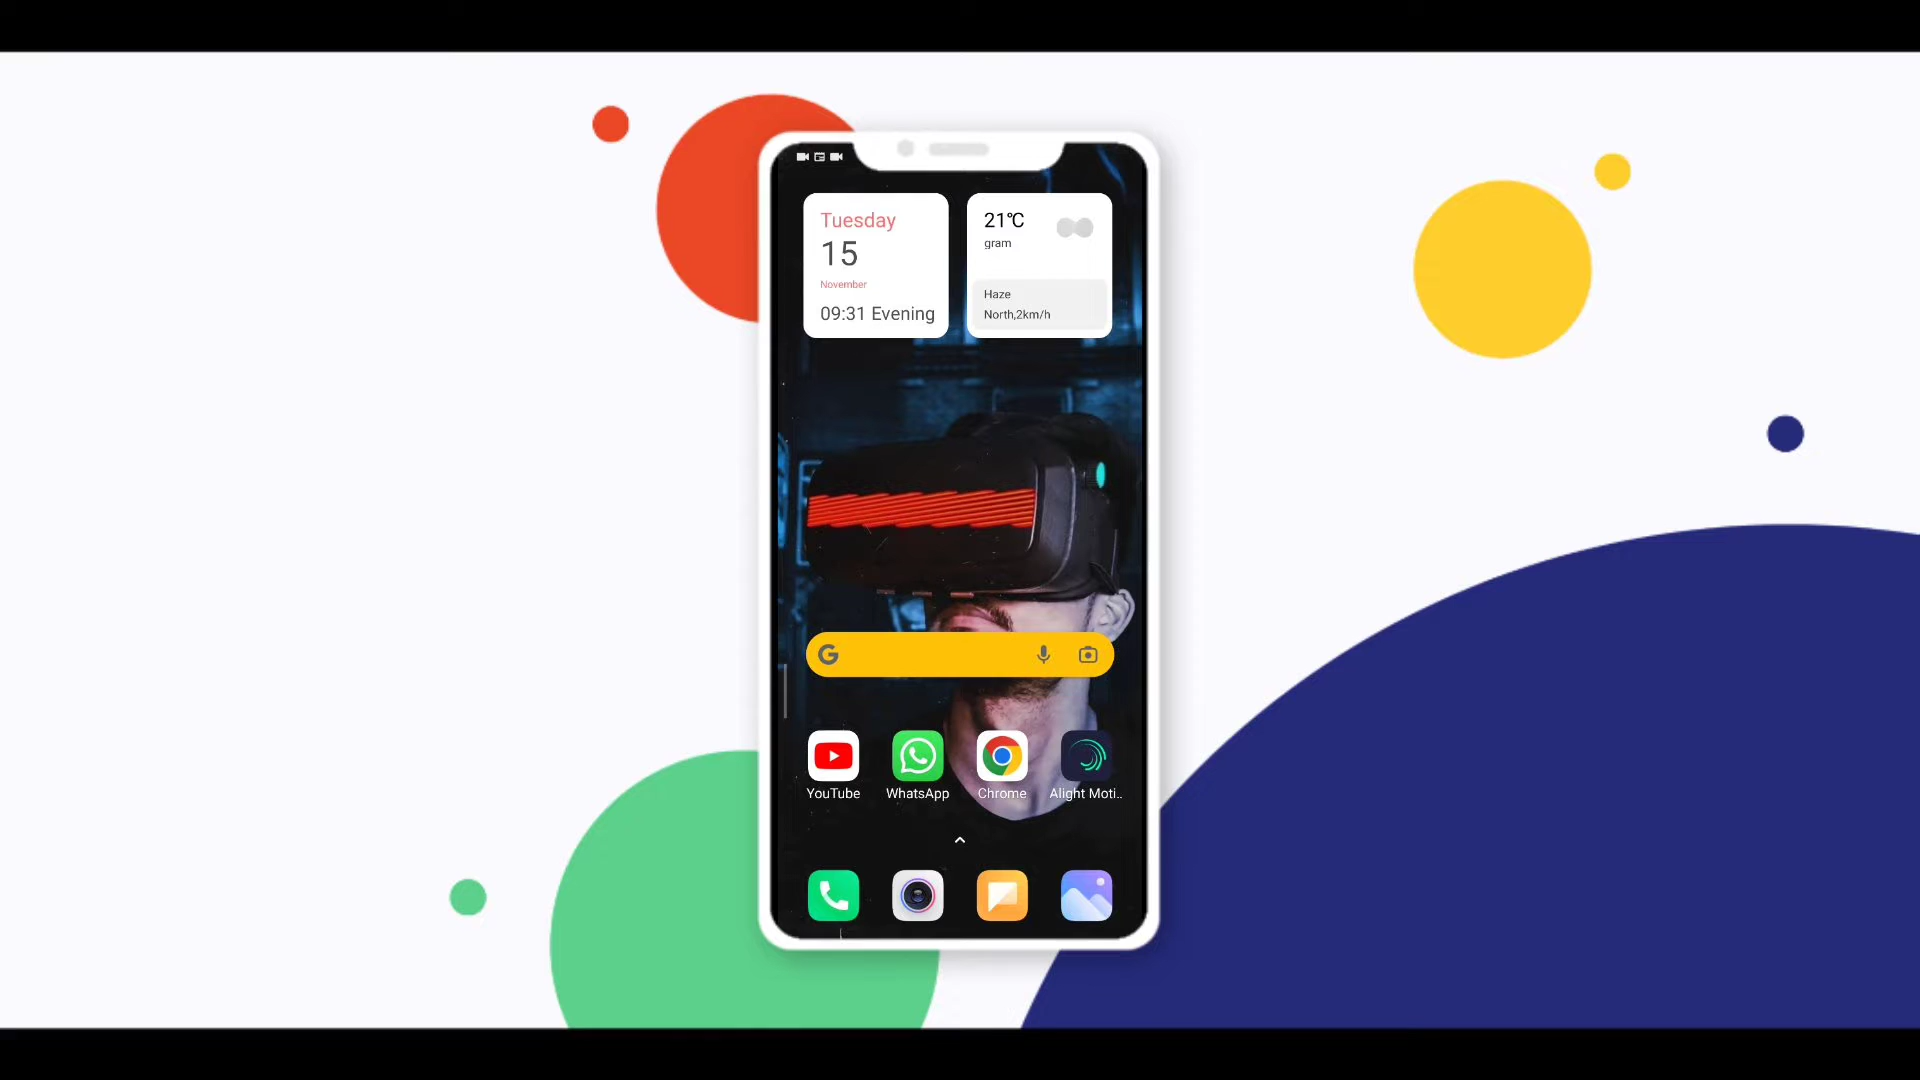 Tuesday
15
November
09:31 Evening
21℃
gram
Haze
North,2km/h
YouTube
WhatsApp
Chrome
Alight Moti..